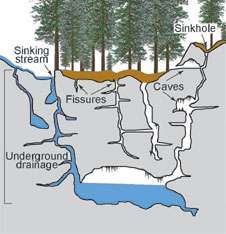 Sinkhole
Sinking
stream
Fissures
Caves
Underground
drainage